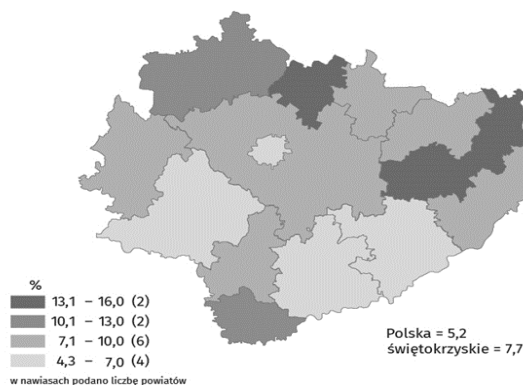 %
13,1 – 16,0 (2)
10,1 – 13,0 (2)
7,1 – 10,0 (6)
4,3 – 7,0 (4)
w nawiasach podano liczbę powiatów
Polska = 5,2
świętokrzyskie = 7,7